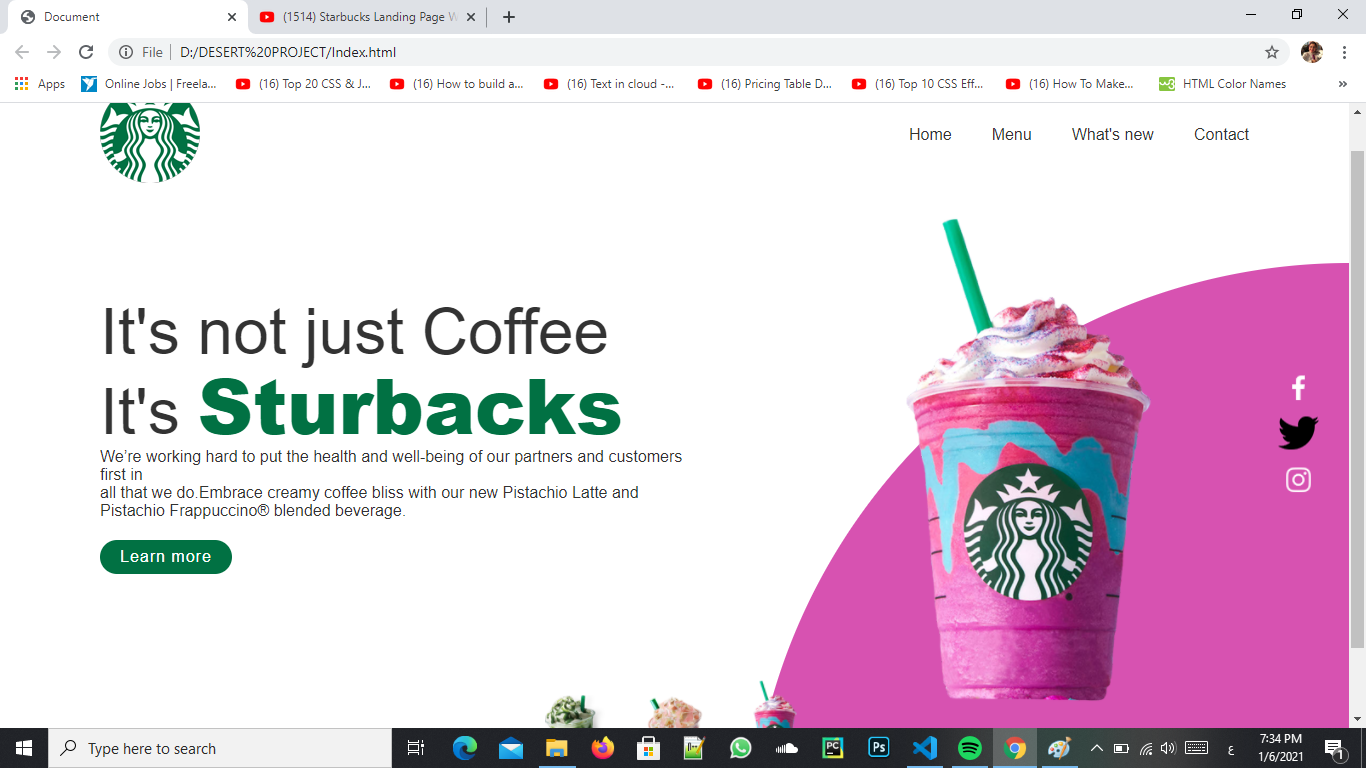 Document
(1514) Starbucks Landing Page W
File
D:/DESERT%20PROJECT/Index.html
Apps
Online Jobs | Freela...
(16) Top 20 CSS & J...
(16) How to build a...
(16) Text in cloud -...
(16) Pricing Table D...
(16) Top 10 CSS Eff...
(16) How To Make...
HTML Color Names
Home
Menu
What's new
Contact
It's not just Coffee
It's Sturbacks
We’re working hard to put the health and well-being of our partners and customers
first in
all that we do.Embrace creamy coffee bliss with our new Pistachio Latte and
Pistachio Frappuccino® blended beverage.
Learn more
Type here to search
PC
Ps
ع
7:34 PM
1/6/2021
1